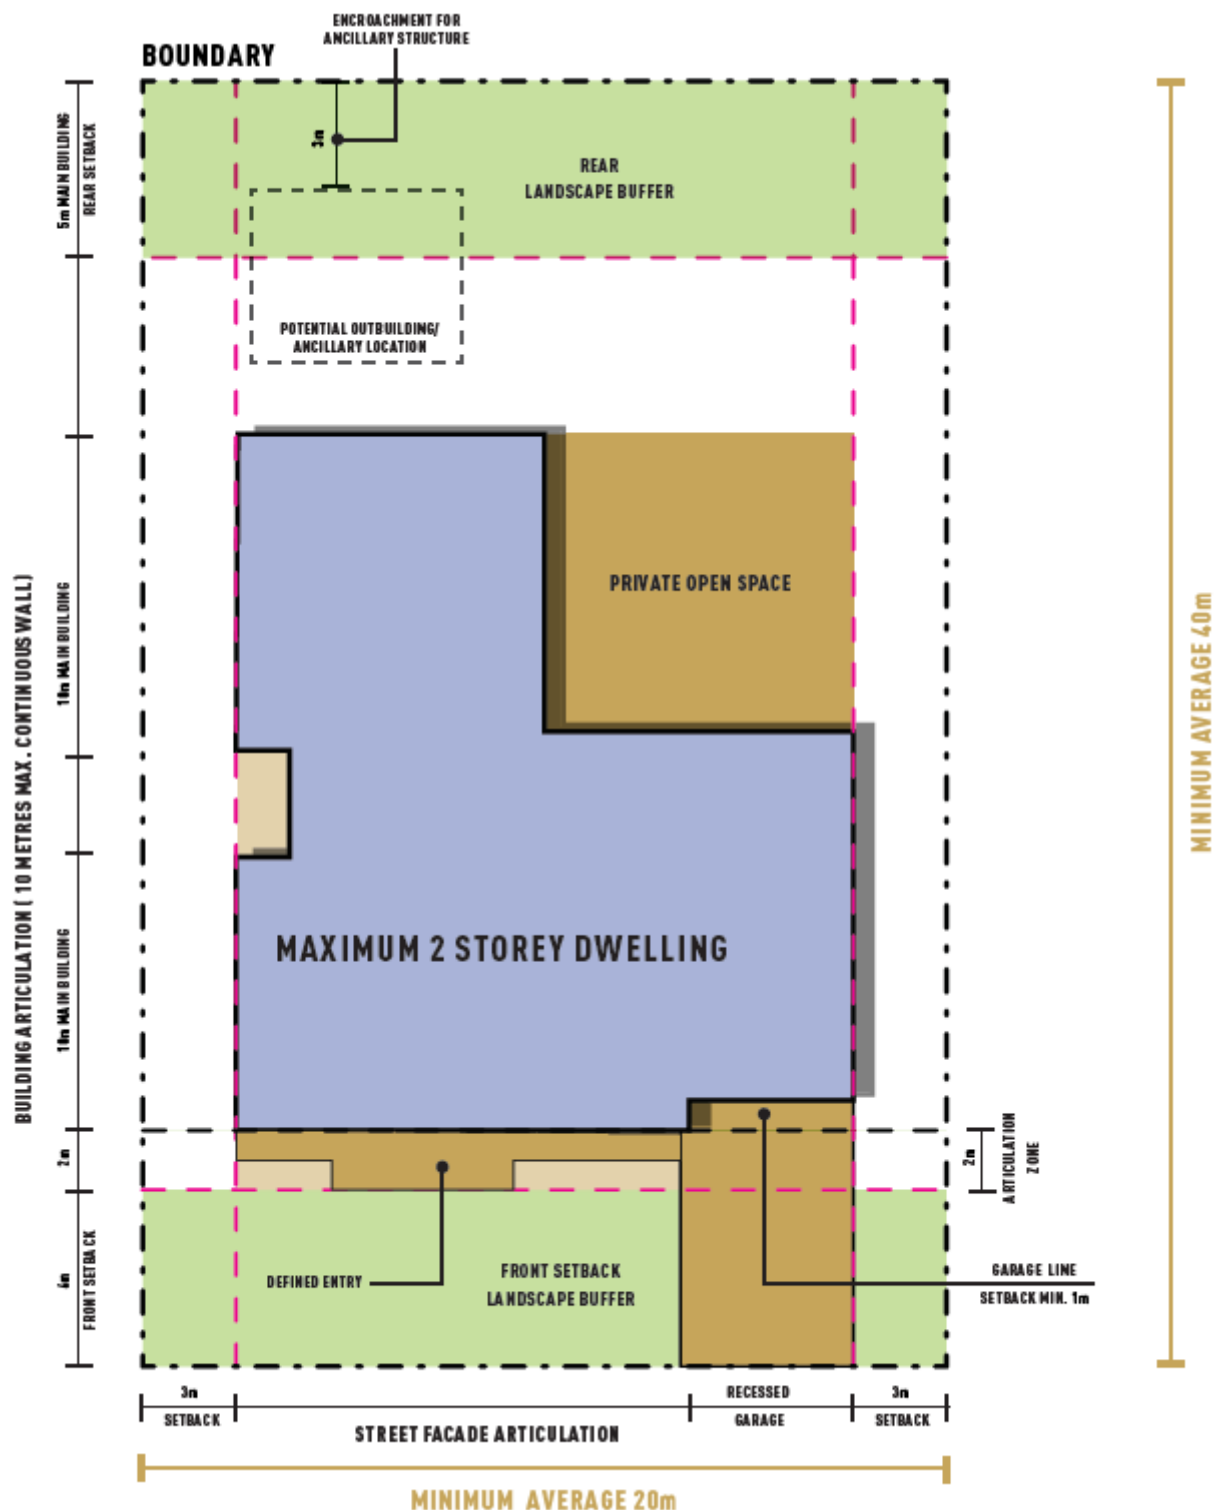 ENCROACHMENT FOR
ANCILLARY STRUCTURE
BOUNDARY
5m MAIN BUILDING
REAR SETBACK
3m
REAR
LANDSCAPE BUFFER
POTENTIAL OUTBUILDING/
ANCILLARY LOCATION
PRIVATE OPEN SPACE
BUILDING ARTICULATION ( 10 METRES MAX. CONTINUOUS WALL)
10m MAIN BUILDING
MINIMUM AVERAGE 40m
MAXIMUM 2 STOREY DWELLING
10m MAIN BUILDING
2m
2m
ARTICULATION
ZONE
6m
FRONT SETBACK
DEFINED ENTRY
FRONT SETBACK
LANDSCAPE BUFFER
GARAGE LINE
SETBACK MIN. 1m
3m
SETBACK
STREET FACADE ARTICULATION
RECESSED
GARAGE
3m
SETBACK
MINIMUM AVERAGE 20m